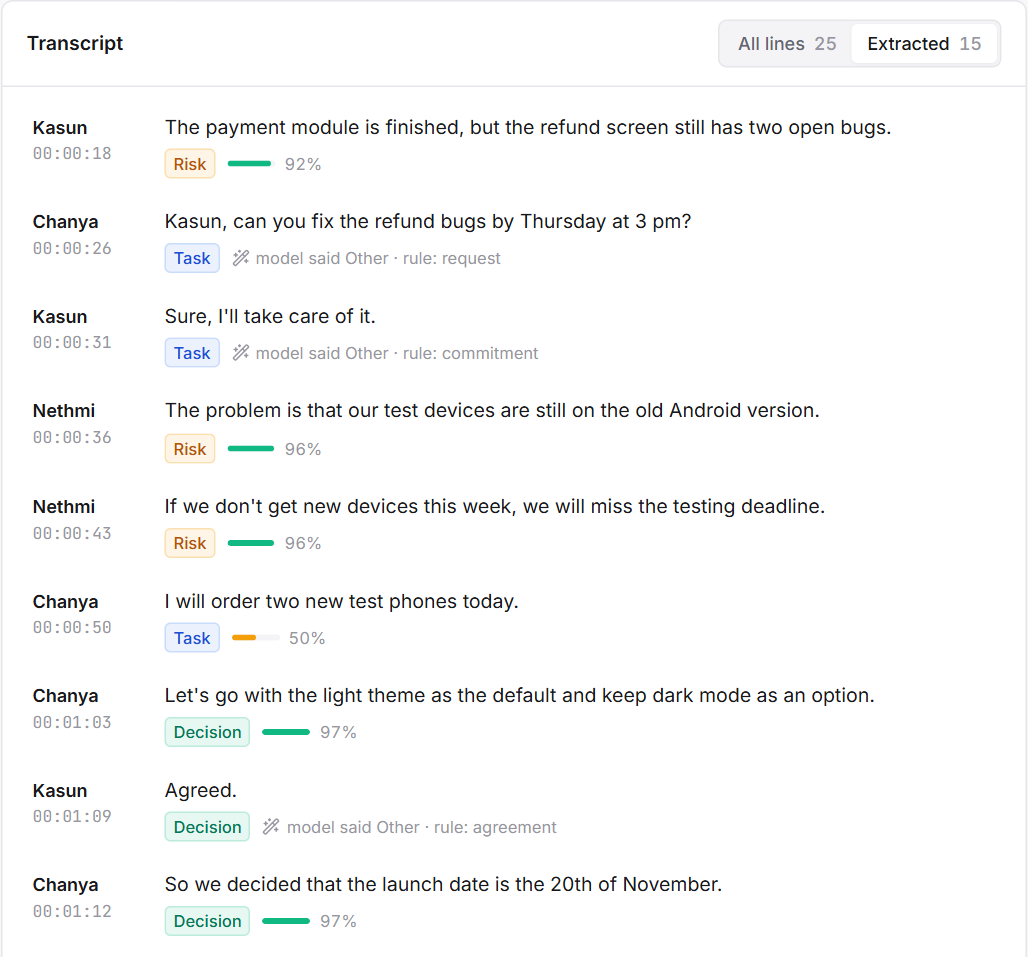 Transcript
All lines 25 Extracted 15
Kasun The payment module is finished, but the refund screen still has two open bugs.
00:00:18
Risk 92%
Chanya Kasun, can you fix the refund bugs by Thursday at 3 pm?
00:00:26
Task model said Other · rule: request
Kasun Sure, I'll take care of it.
00:00:31
Task model said Other · rule: commitment
Nethmi The problem is that our test devices are still on the old Android version.
00:00:36
Risk 96%
Nethmi If we don't get new devices this week, we will miss the testing deadline.
00:00:43
Risk 96%
Chanya I will order two new test phones today.
00:00:50
Task 50%
Chanya Let's go with the light theme as the default and keep dark mode as an option.
00:01:03
Decision 97%
Kasun Agreed.
00:01:09
Decision model said Other · rule: agreement
Chanya So we decided that the launch date is the 20th of November.
00:01:12
Decision 97%